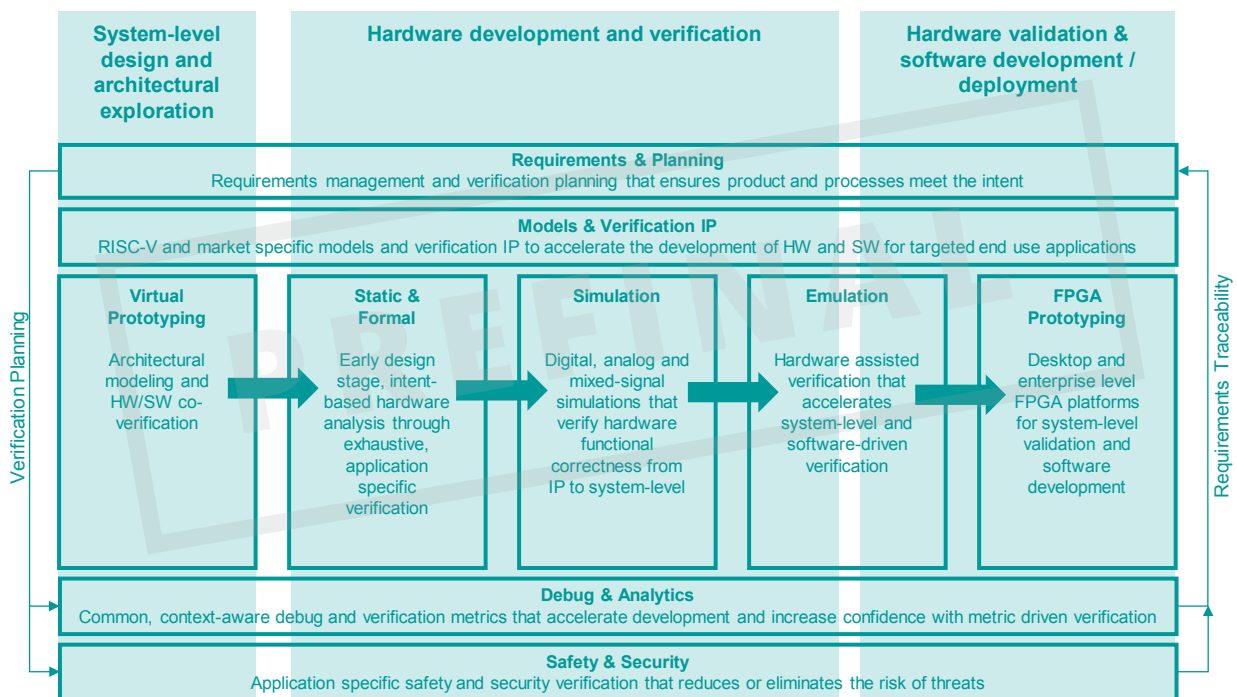 System-level
design and
architectural
exploration
Hardware development and verification
Hardware validation &
software development /
deployment
Requirements & Planning
Requirements management and verification planning that ensures product and processes meet the intent
Models & Verification IP
RISC-V and market specific models and verification IP to accelerate the development of HW and SW for targeted end use applications
Virtual
Prototyping
Architectural
modeling and
HW/SW co-
verification
Static &
Formal
Early design
stage, intent-
based hardware
analysis through
exhaustive,
application
specific
verification
Simulation
Digital, analog and
mixed-signal
simulations that
verify hardware
functional
correctness from
IP to system-level
Emulation
Hardware assisted
verification that
accelerates
system-level and
software-driven
verification
FPGA
Prototyping
Desktop and
enterprise level
FPGA platforms
for system-level
validation and
software
development
Debug & Analytics
Common, context-aware debug and verification metrics that accelerate development and increase confidence with metric driven verification
Safety & Security
Application specific safety and security verification that reduces or eliminates the risk of threats
Verification Planning
Requirements Traceability
PREFINAL